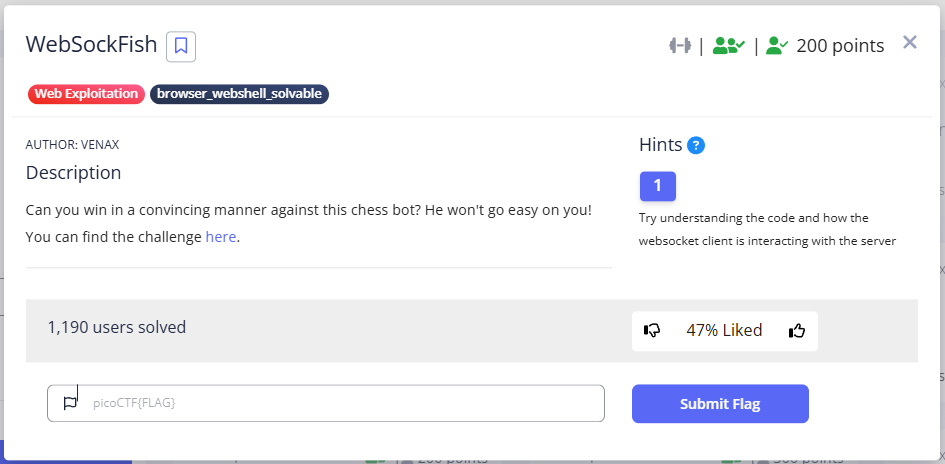 WebSockFish
| | 200 points ×
Web Exploitation browser_webshell_solvable
AUTHOR: VENAX
Description
Can you win in a convincing manner against this chess bot? He won't go easy on you!
You can find the challenge here.
Hints ?
1
Try understanding the code and how the
websocket client is interacting with the server
1,190 users solved
47% Liked
picoCTF{FLAG}
Submit Flag